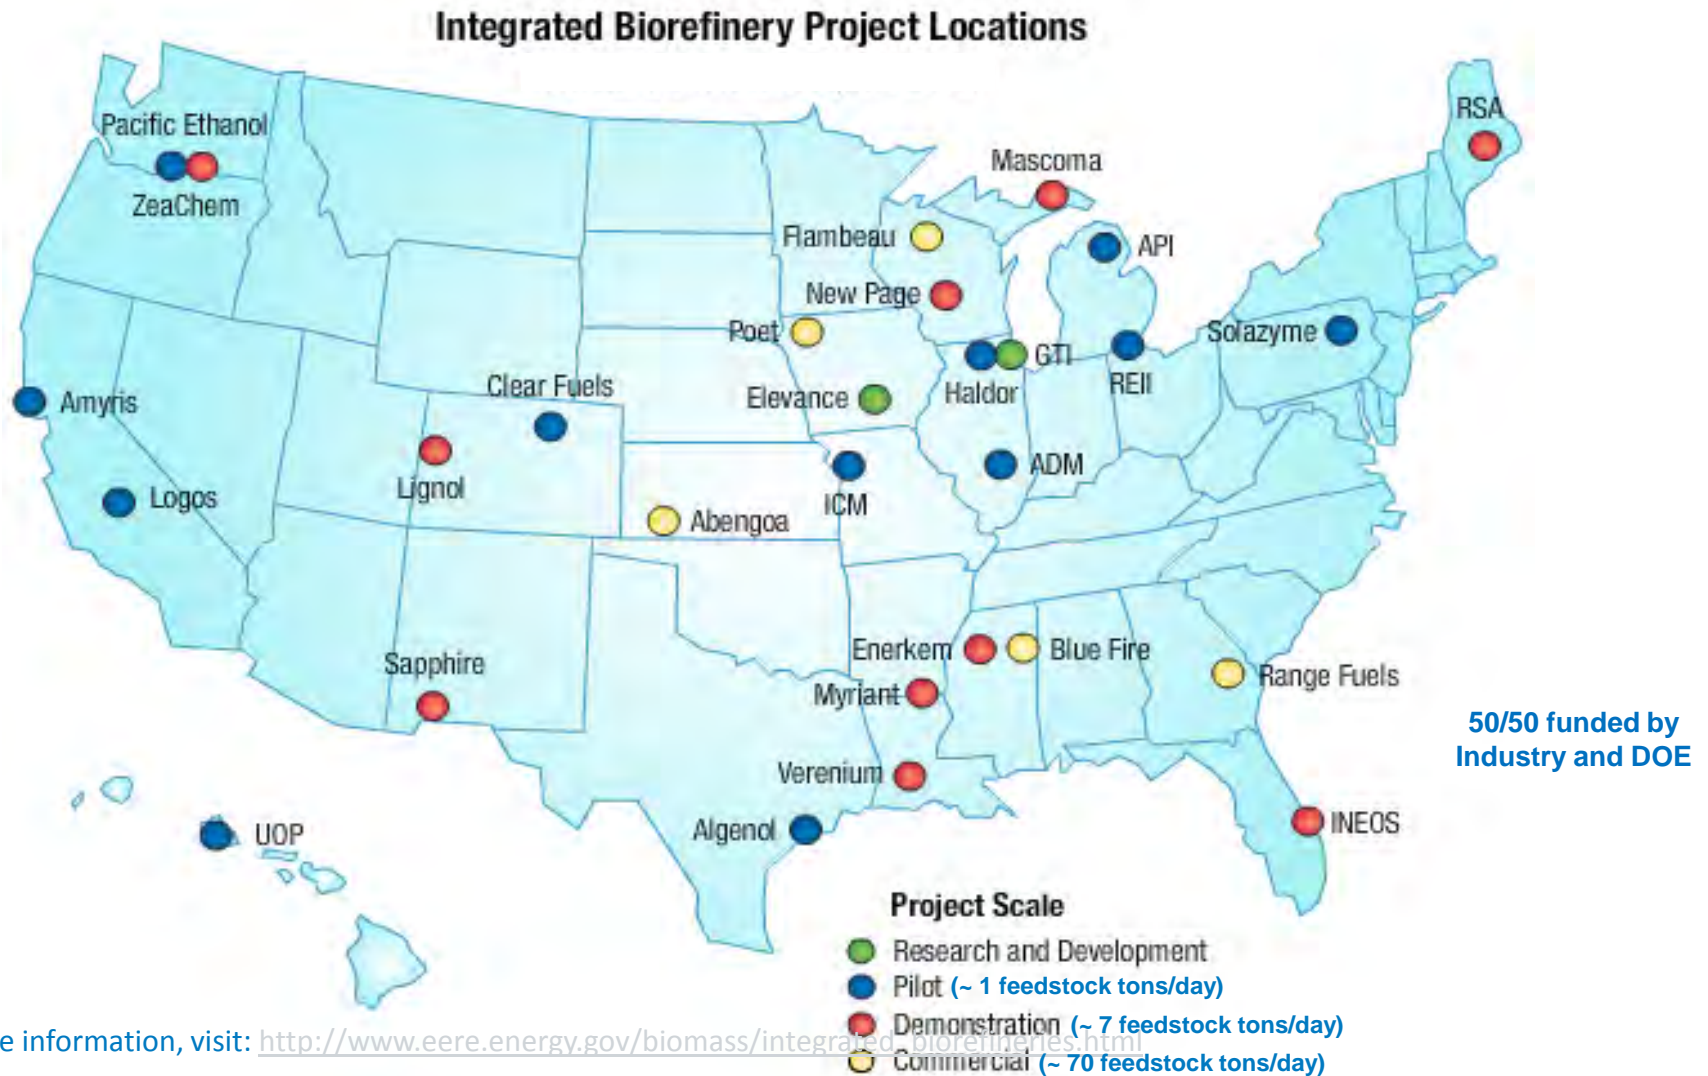 Integrated Biorefinery Project Locations
RSA
Pacific Ethanol
Mascoma
ZeaChem
Flambeau
API
New Page
Poet
Solazyme
GTI
Clear Fuels
Elevance
Haldor
REII
Amyris
ADM
Lignol
Logos
ICM
Abengoa
Enerkem
Blue Fire
Sapphire
Myriant
Range Fuels
50/50 funded by
Industry and DOE
Verenium
INEOS
Algenol
UOP
Project Scale
Research and Development
Pilot (~ 1 feedstock tons/day)
Demonstration (~ 7 feedstock tons/day)
e information, visit: http://www.eere.energy.gov/biomass/integrated_biorefineries.html
Commercial (~ 70 feedstock tons/day)